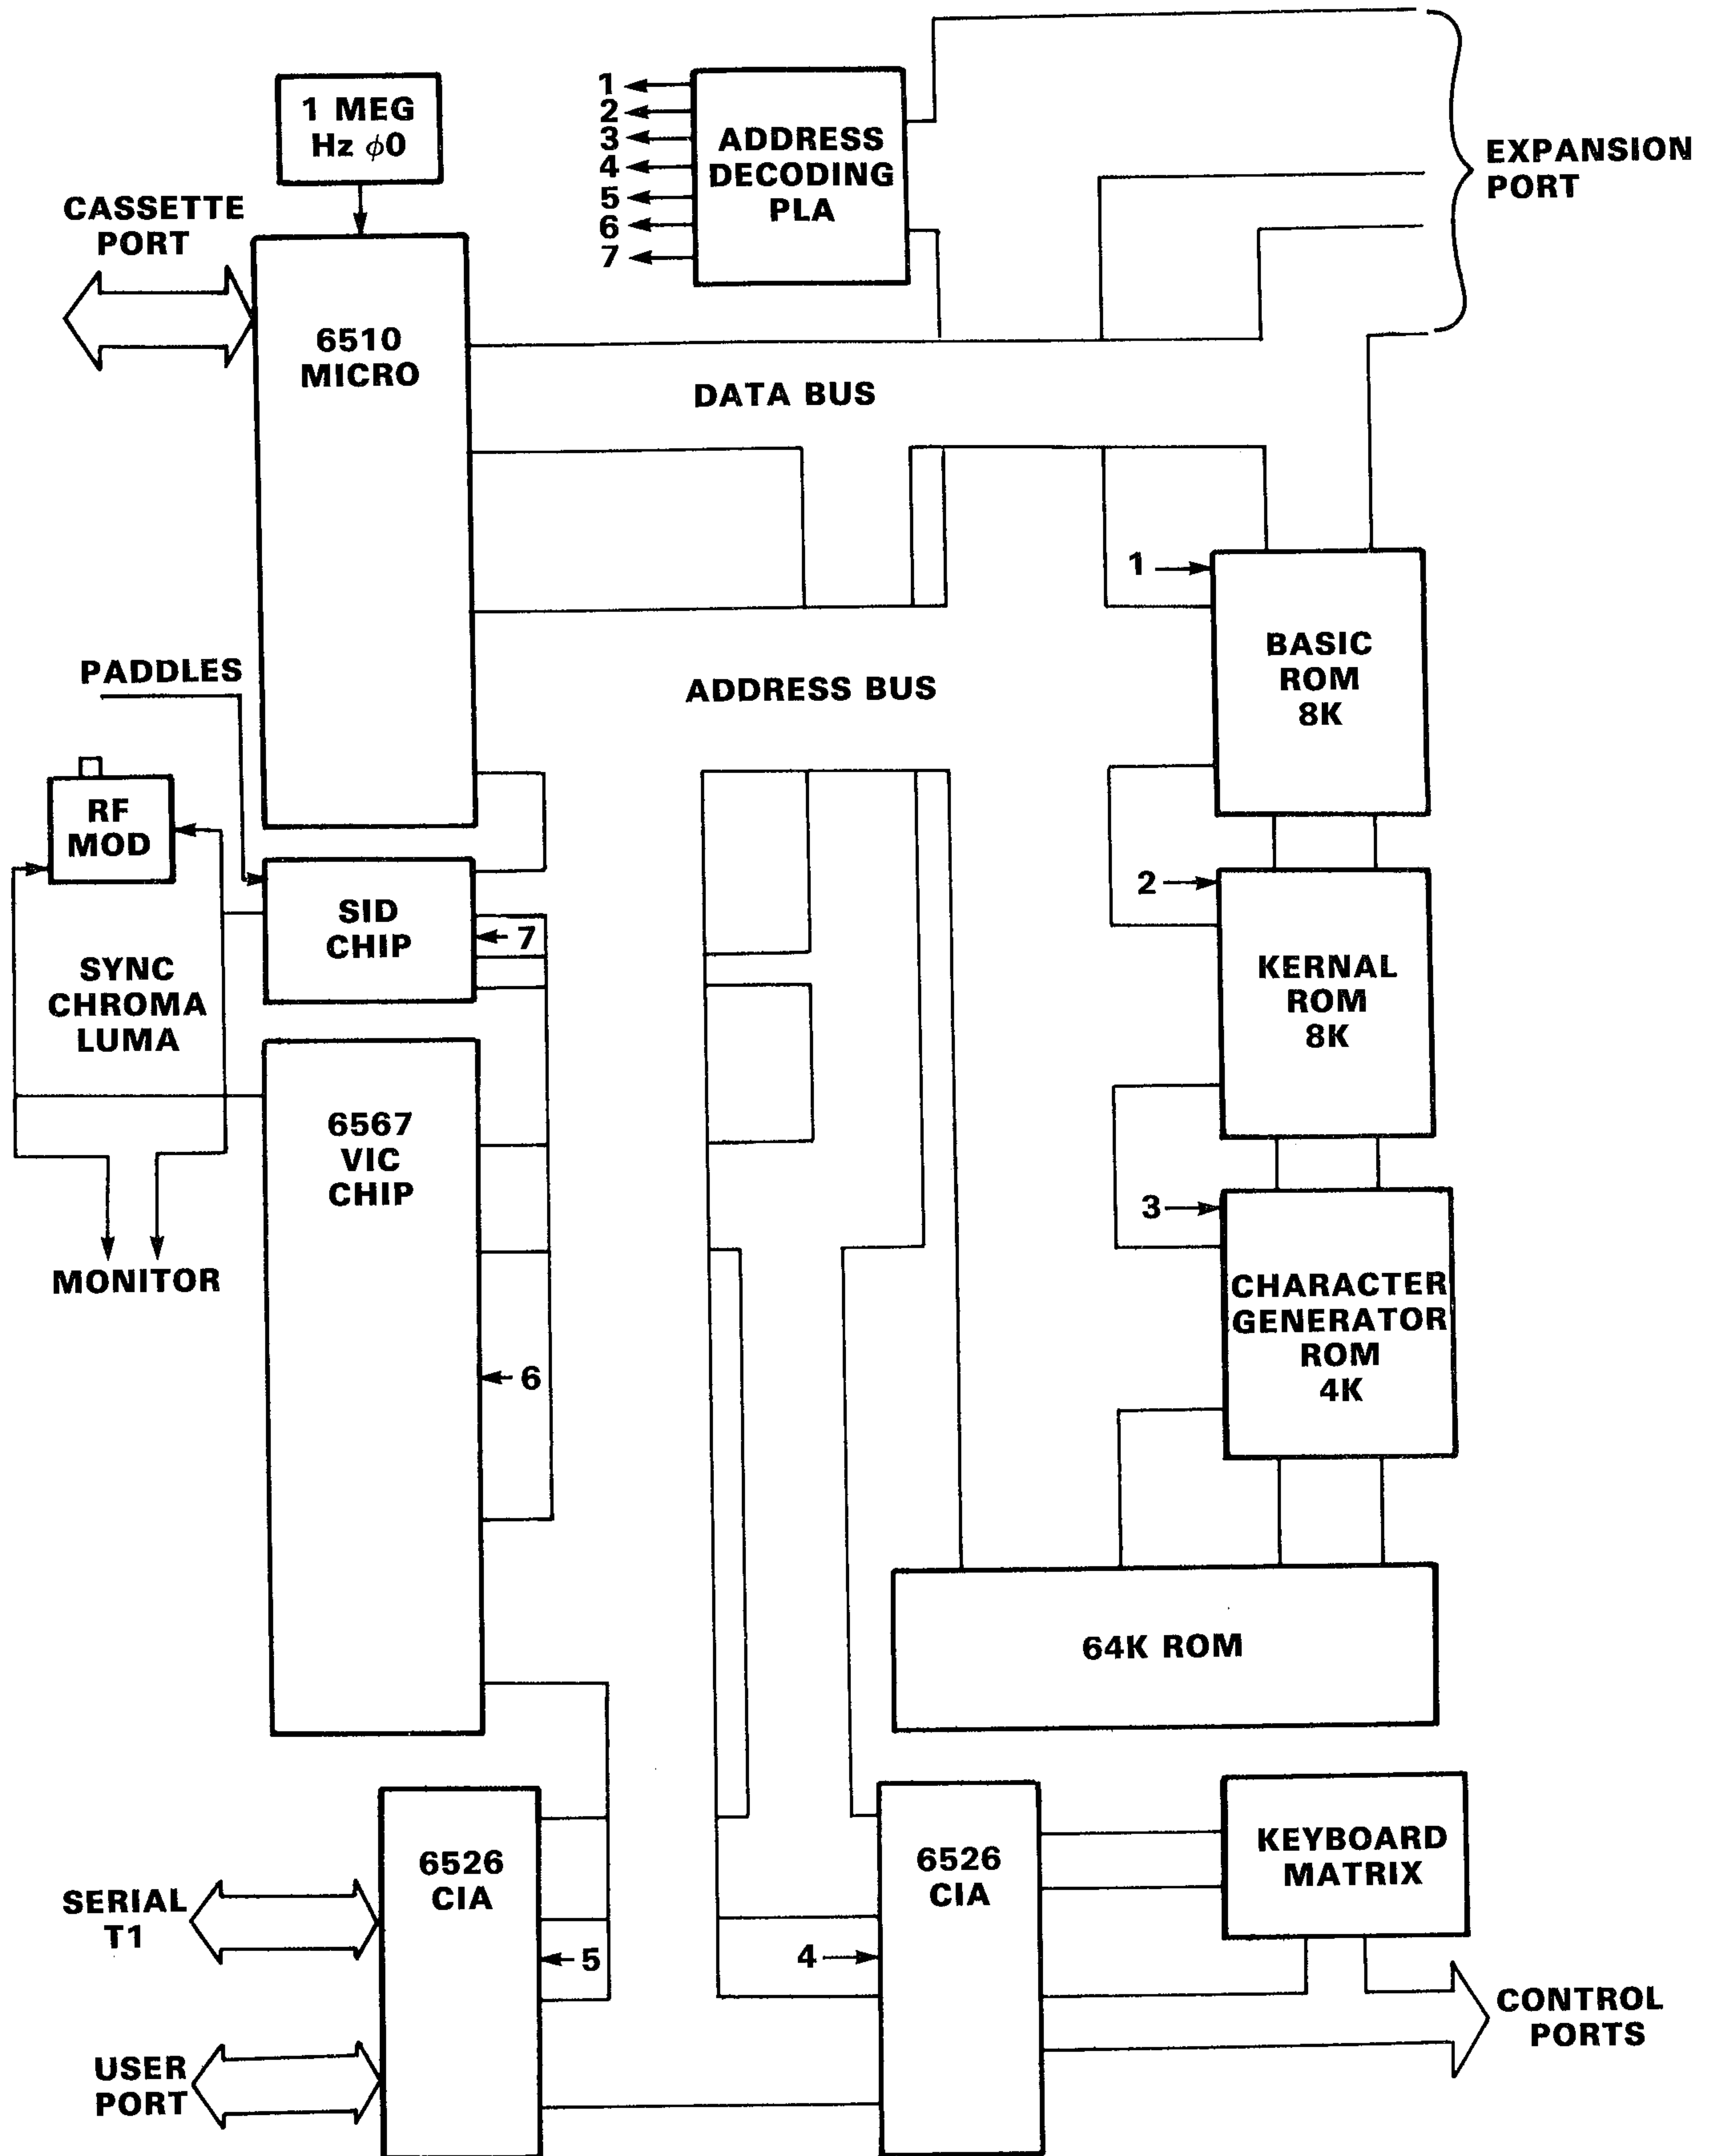 1 MEG
Hz ϕ0
1
2
3
4
5
6
7
ADDRESS
DECODING
PLA
EXPANSION
PORT
CASSETTE
PORT
6510
MICRO
DATA BUS
1
BASIC
ROM
8K
PADDLES
ADDRESS BUS
RF
MOD
SID
CHIP
7
2
KERNAL
ROM
8K
SYNC
CHROMA
LUMA
6567
VIC
CHIP
3
CHARACTER
GENERATOR
ROM
4K
MONITOR
6
64K ROM
6526
CIA
5
SERIAL
T1
USER
PORT
4
6526
CIA
KEYBOARD
MATRIX
CONTROL
PORTS